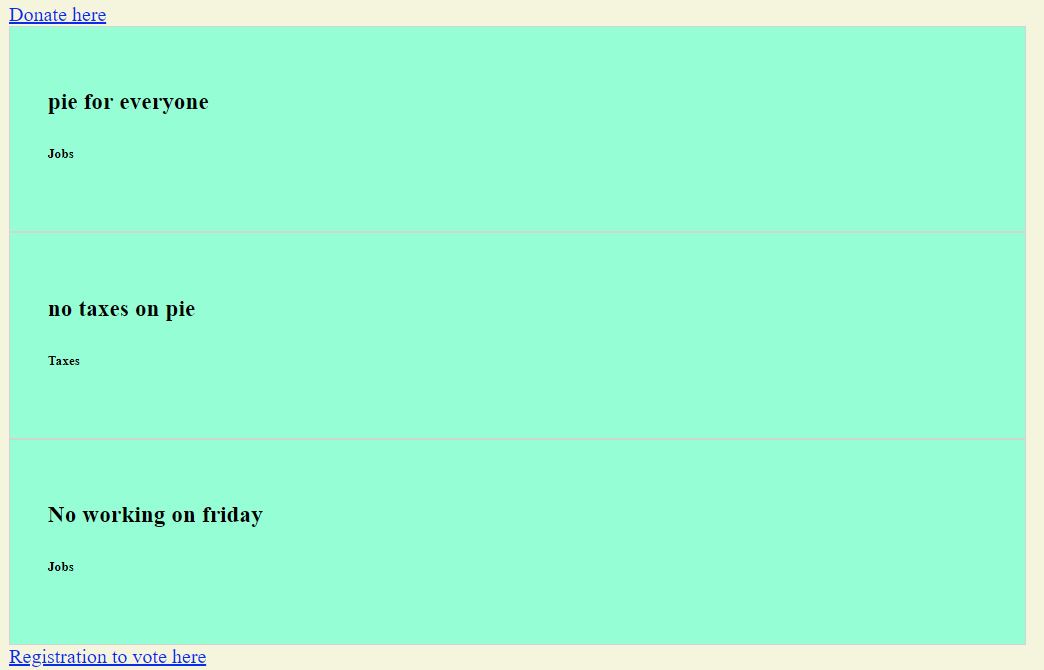 Donate here
pie for everyone
Jobs
no taxes on pie
Taxes
No working on friday
Jobs
Registration to vote here